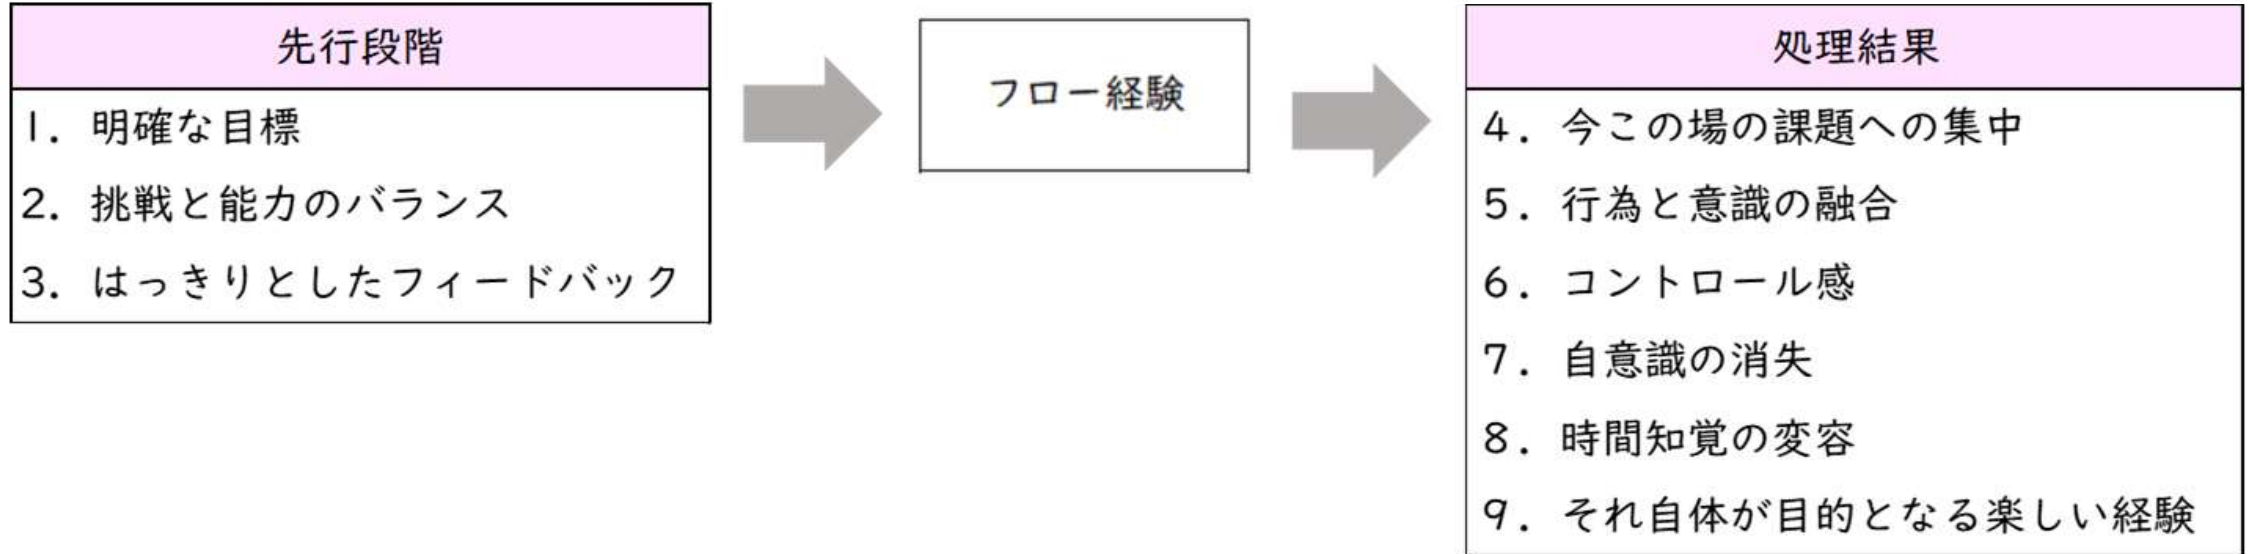 先行段階
1. 明確な目標
2. 挑戦と能力のバランス
3. はっきりとしたフィードバック
フロー経験
処理結果
4. 今この場の課題への集中
5. 行為と意識の融合
6. コントロール感
7. 自意識の消失
8. 時間知覚の変容
9. それ自体が目的となる楽しい経験